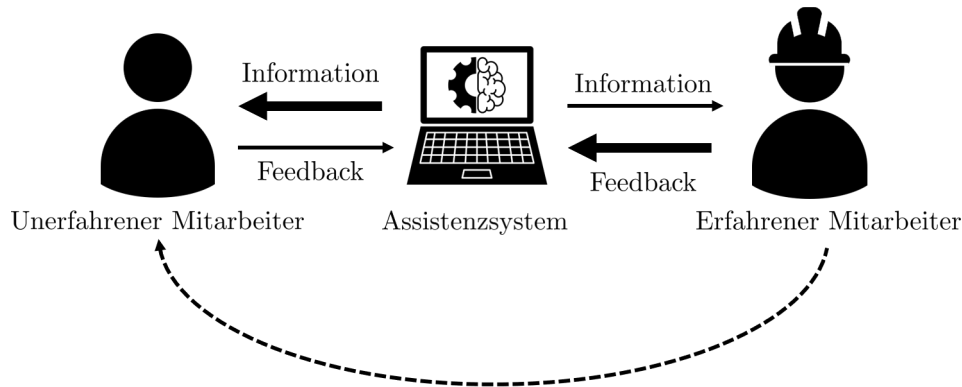 Information
Information
Feedback
Feedback
Unerfahrener Mitarbeiter
Assistenzsystem
Erfahrener Mitarbeiter